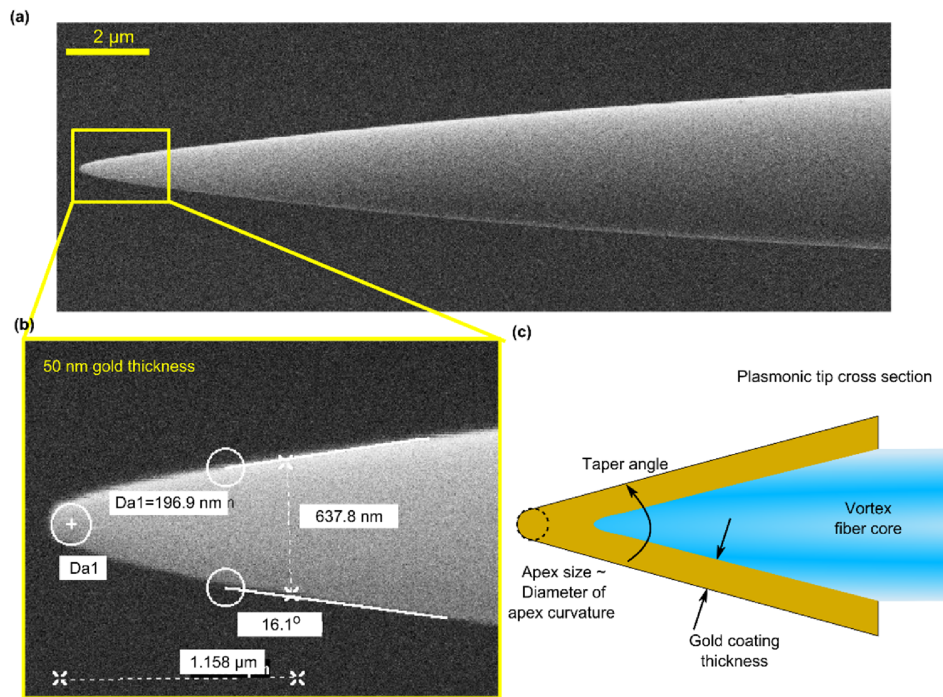 (a)
2 µm
(b)
50 nm gold thickness
Da1=196.9 nm
637.8 nm
Da1
16.1°
1.158 µm
(c)
Plasmonic tip cross section
Taper angle
Vortex
fiber core
Apex size ~
Diameter of
apex curvature
Gold coating
thickness